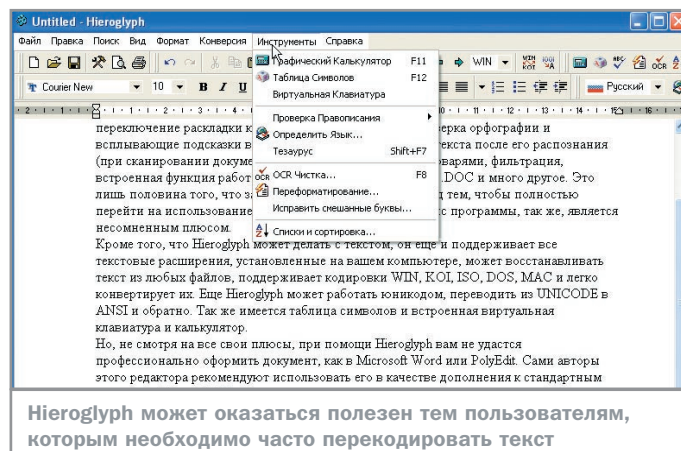 Untitled - Hieroglyph
Файл Правка Поиск Вид Формат Конверсия Инструменты Справка
WIN
Courier New 10 B I U Русский
Графический Калькулятор F11
Таблица Символов F12
Виртуальная Клавиатура
Проверка Правописания
Определить Язык...
Тезаурус Shift+F7
OCR Чистка... F8
Переформатирование...
Исправить смешанные буквы...
Списки и сортировка...
переключение раскладки к рка орфографии и
всплывающие подсказки в екста после его распознания
(при сканировании докуме варями, фильтрация,
встроенная функция работ DOC и много другое. Это
лишь половина того, что з д тем, чтобы полностью
перейти на использование с программы, так же, является
несомненным плюсом.
Кроме того, что Hieroglyph может делать с текстом, он еще и поддерживает все
текстовые расширения, установленные на вашем компьютере, может восстанавливать
текст из любых файлов, поддерживает кодировки WIN, KOI, ISO, DOS, MAC и легко
конвертирует их. Еще Hieroglyph может работать юникодом, переводить из UNICODE в
ANSI и обратно. Так же имеется таблица символов и встроенная виртуальная
клавиатура и калькулятор.
Но, не смотря на все свои плюсы, при помощи Hieroglyph вам не удастся
профессионально оформить документ, как в Microsoft Word или PolyEdit. Сами авторы
этого редактора рекомендуют использовать его в качестве дополнения к стандартным
Hieroglyph может оказаться полезен тем пользователям,
которым необходимо часто перекодировать текст